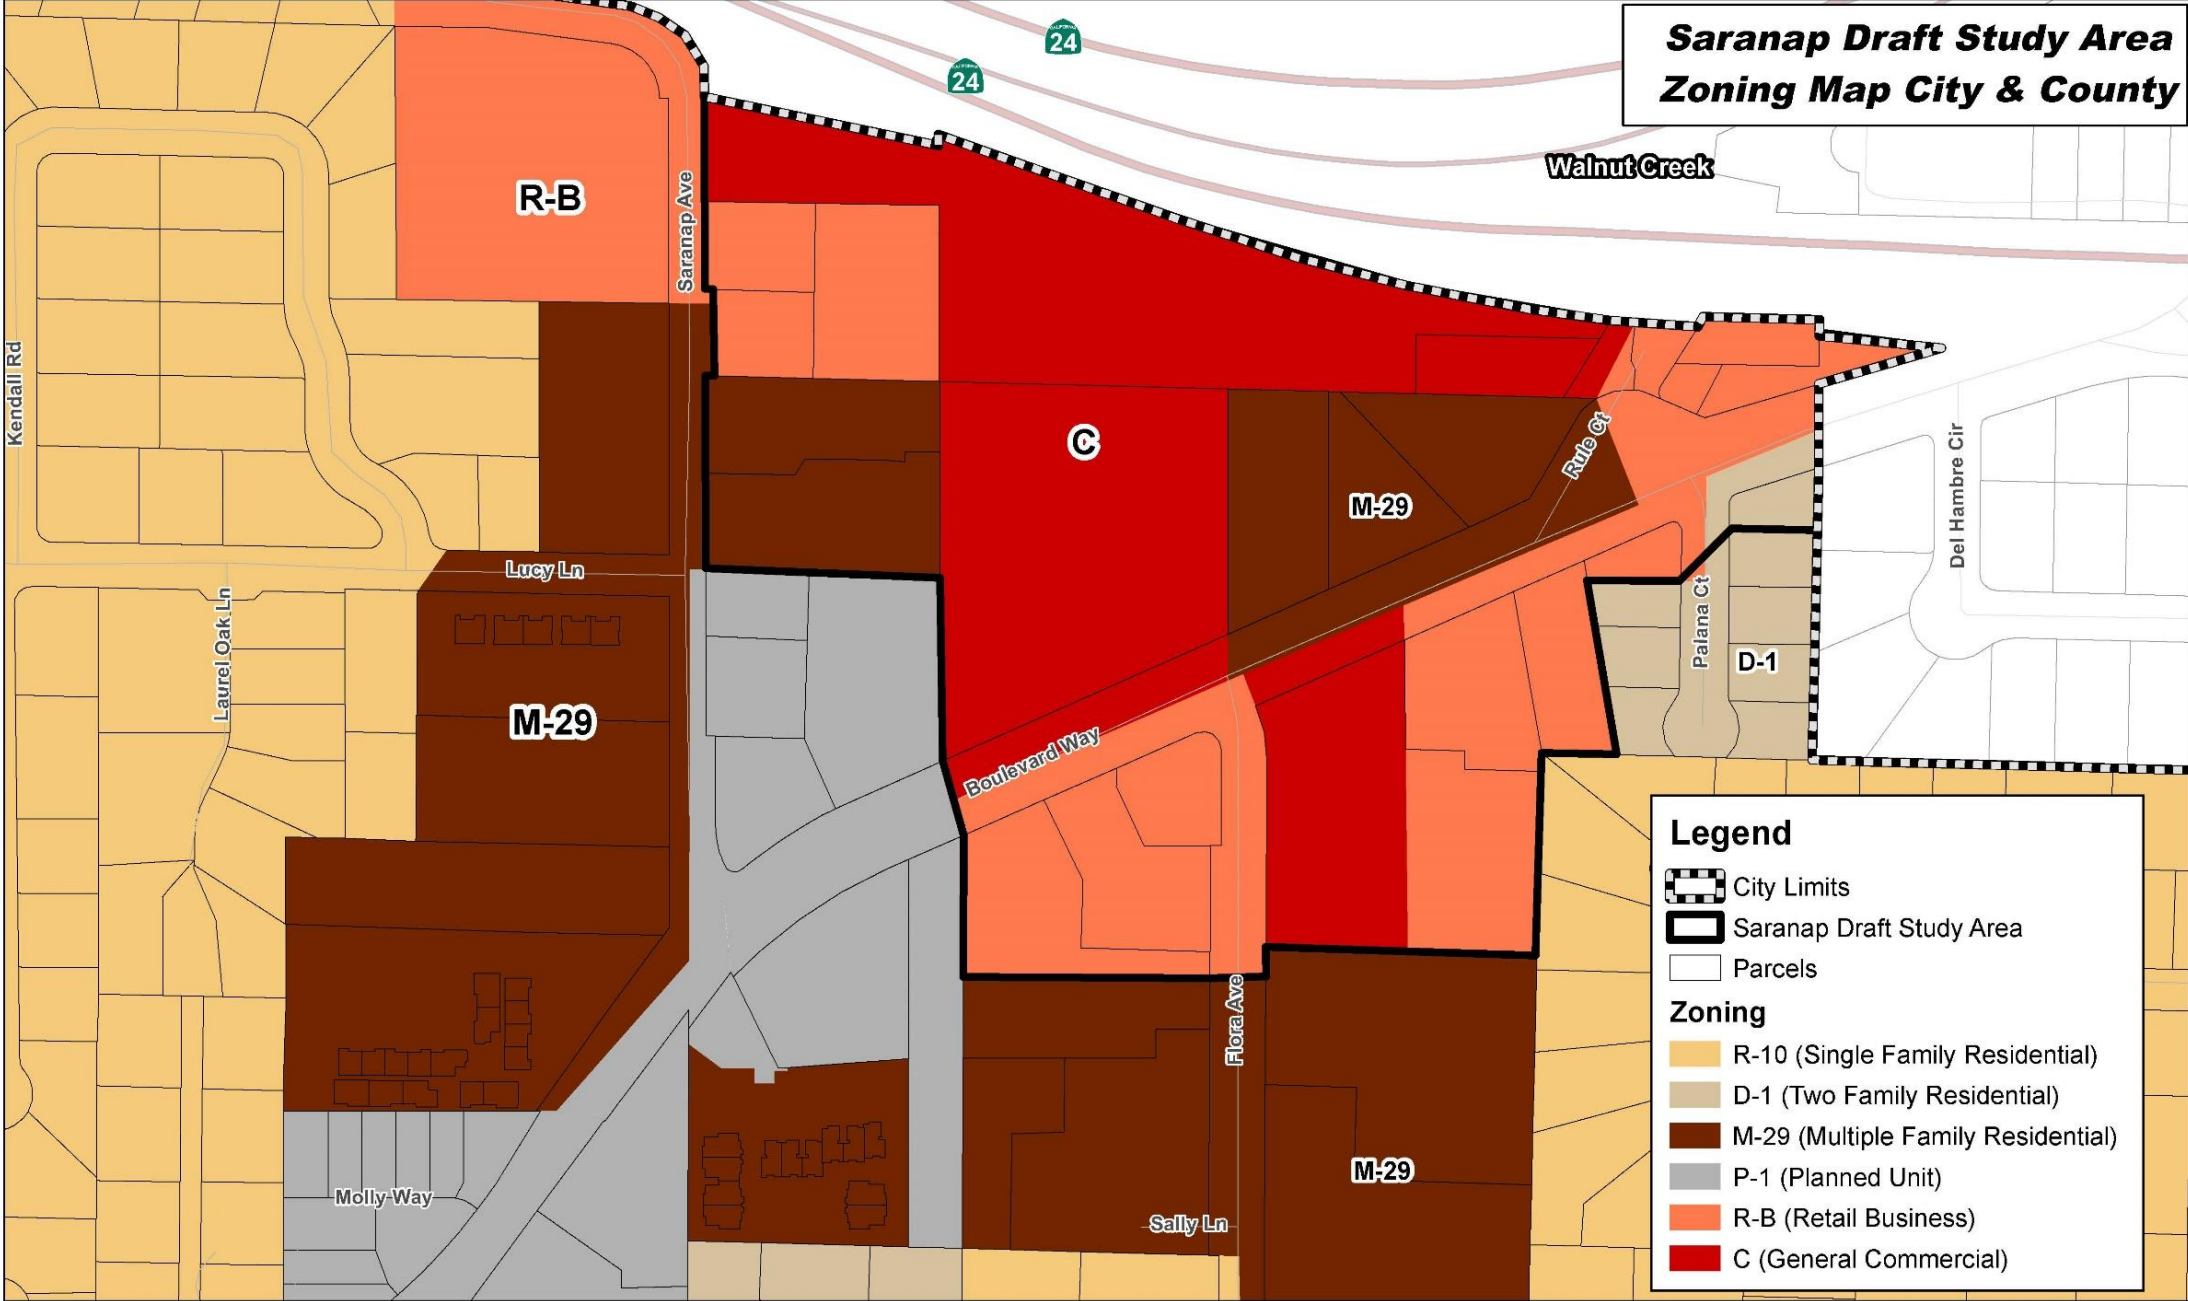 Saranap Draft Study Area
Zoning Map City & County
CALIFORNIA
24
CALIFORNIA
24
Walnut Creek
R-B
Saranap Ave
Kendall Rd
C
M-29
Rule Ct
Del Hambre Cir
Lucy Ln
Laurel Oak Ln
M-29
Palana Ct
D-1
Boulevard Way
Flora Ave
M-29
Molly Way
Sally Ln
Legend
City Limits
Saranap Draft Study Area
Parcels
Zoning
R-10 (Single Family Residential)
D-1 (Two Family Residential)
M-29 (Multiple Family Residential)
P-1 (Planned Unit)
R-B (Retail Business)
C (General Commercial)